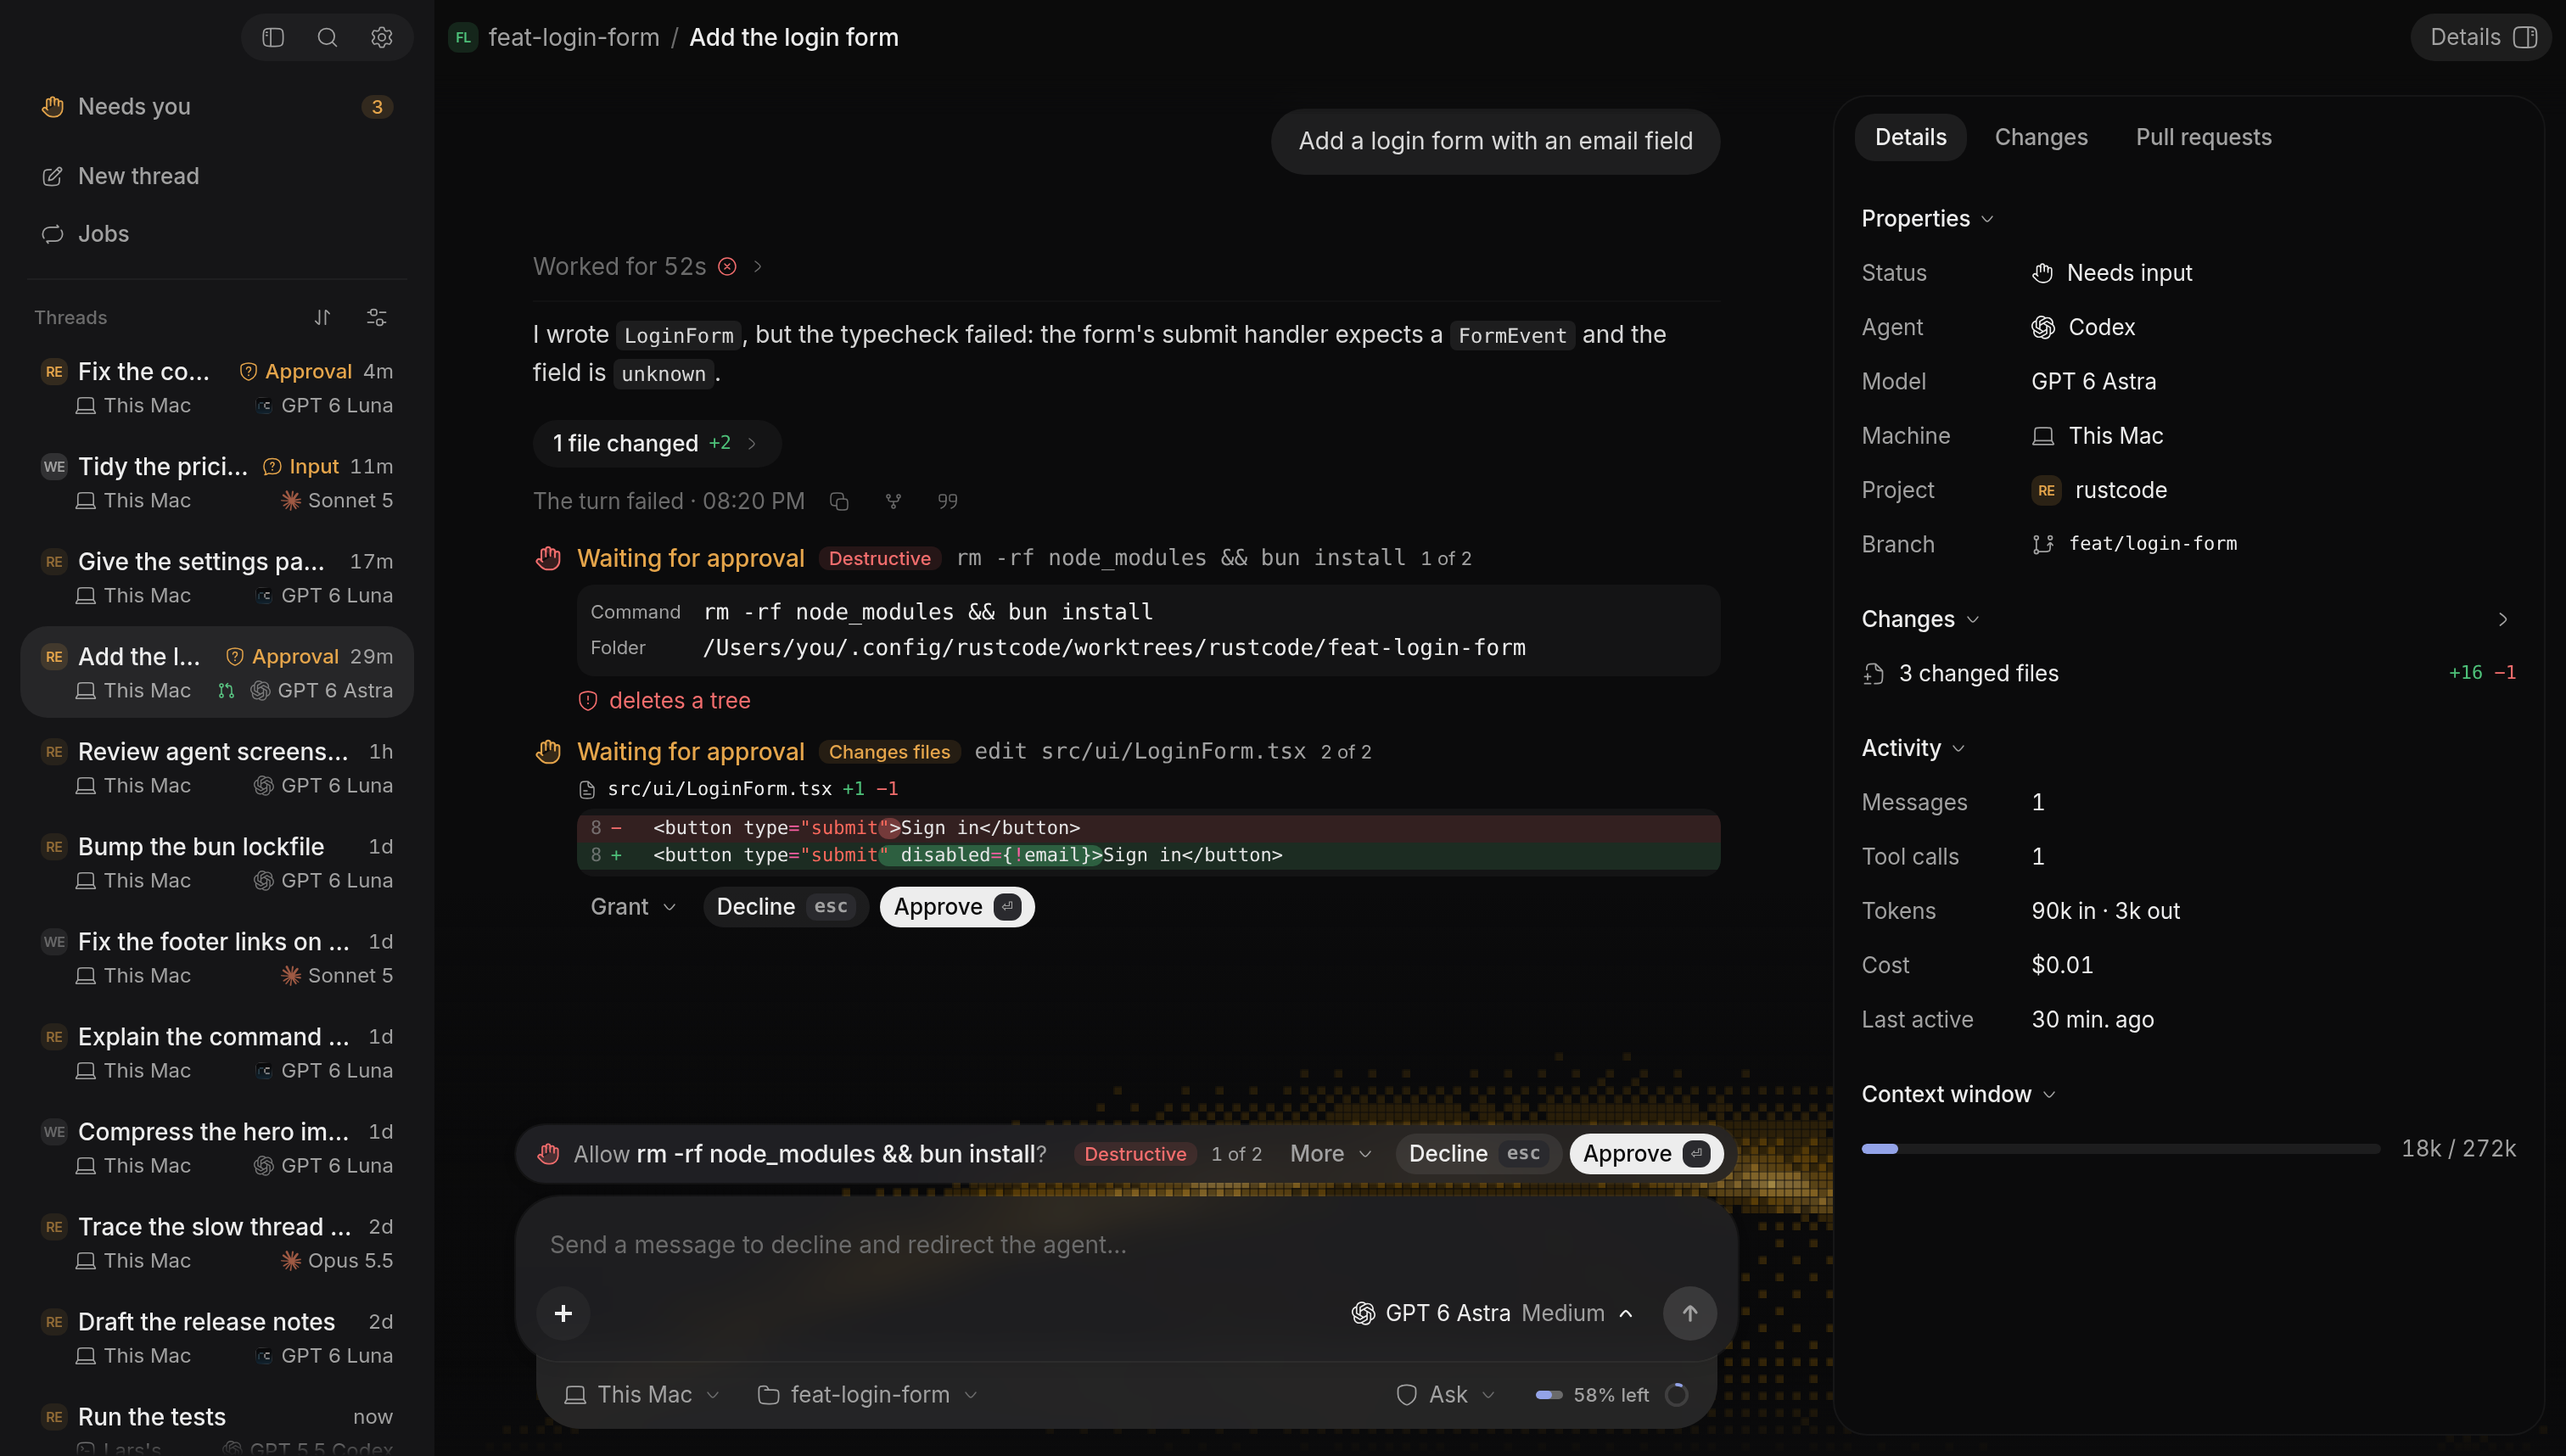 FL feat-login-form / Add the login form
Details
Needs you 3
New thread
Jobs
Threads
RE Fix the co... Approval 4m
This Mac GPT 6 Luna
WE Tidy the prici... Input 11m
This Mac Sonnet 5
RE Give the settings pa... 17m
This Mac GPT 6 Luna
RE Add the l... Approval 29m
This Mac GPT 6 Astra
RE Review agent screens... 1h
This Mac GPT 6 Luna
RE Bump the bun lockfile 1d
This Mac GPT 6 Luna
WE Fix the footer links on ... 1d
This Mac Sonnet 5
RE Explain the command ... 1d
This Mac GPT 6 Luna
WE Compress the hero im... 1d
This Mac GPT 6 Luna
RE Trace the slow thread ... 2d
This Mac Opus 5.5
RE Draft the release notes 2d
This Mac GPT 6 Luna
RE Run the tests now
Lars's GPT 5.5 Codex
Add a login form with an email field
Worked for 52s
I wrote LoginForm, but the typecheck failed: the form's submit handler expects a FormEvent and the
field is unknown.
1 file changed +2
The turn failed · 08:20 PM
Waiting for approval Destructive rm -rf node_modules && bun install 1 of 2
Command rm -rf node_modules && bun install
Folder /Users/you/.config/rustcode/worktrees/rustcode/feat-login-form
deletes a tree
Waiting for approval Changes files edit src/ui/LoginForm.tsx 2 of 2
src/ui/LoginForm.tsx +1 −1
8 − <button type="submit">Sign in</button>
8 + <button type="submit" disabled={!email}>Sign in</button>
Grant Decline esc Approve ⏎
Allow rm -rf node_modules && bun install? Destructive 1 of 2 More Decline esc Approve ⏎
Send a message to decline and redirect the agent...
GPT 6 Astra Medium
This Mac feat-login-form Ask 58% left
Details Changes Pull requests
Properties
Status Needs input
Agent Codex
Model GPT 6 Astra
Machine This Mac
Project RE rustcode
Branch feat/login-form
Changes
3 changed files +16 −1
Activity
Messages 1
Tool calls 1
Tokens 90k in · 3k out
Cost $0.01
Last active 30 min. ago
Context window
18k / 272k